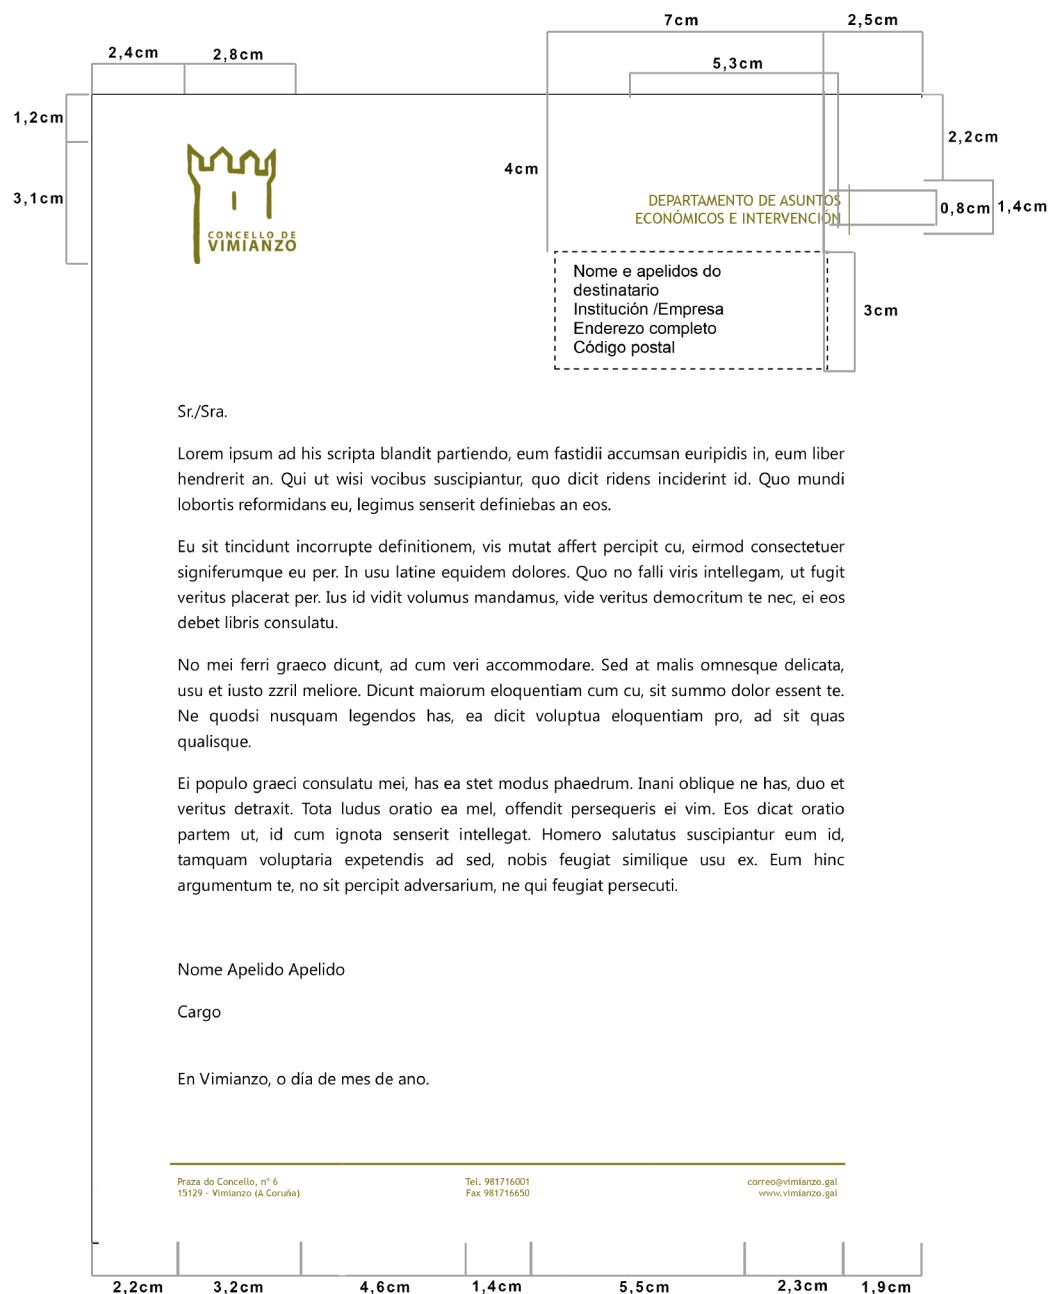 7cm
2,5cm
2,4cm
2,8cm
5,3cm
1,2cm
2,2cm
4cm
3,1cm
DEPARTAMENTO DE ASUNTOS
ECONÓMICOS E INTERVENCIÓN
0,8cm
1,4cm
CONCELLO DE
VIMIANZO
Nome e apelidos do
destinatario
Institución /Empresa
Enderezo completo
Código postal
3cm
Sr./Sra.
Lorem ipsum ad his scripta blandit partiendo, eum fastidii accumsan euripidis in, eum liber
hendrerit an. Qui ut wisi vocibus suscipiantur, quo dicit ridens inciderint id. Quo mundi
lobortis reformidans eu, legimus senserit definiebas an eos.
Eu sit tincidunt incorrupte definitionem, vis mutat affert percipit cu, eirmod consectetuer
signiferumque eu per. In usu latine equidem dolores. Quo no falli viris intellegam, ut fugit
veritus placerat per. Ius id vidit volumus mandamus, vide veritus democritum te nec, ei eos
debet libris consulatu.
No mei ferri graeco dicunt, ad cum veri accommodare. Sed at malis omnesque delicata,
usu et iusto zzril meliore. Dicunt maiorum eloquentiam cum cu, sit summo dolor essent te.
Ne quodsi nusquam legendos has, ea dicit voluptua eloquentiam pro, ad sit quas
qualisque.
Ei populo graeci consulatu mei, has ea stet modus phaedrum. Inani oblique ne has, duo et
veritus detraxit. Tota ludus oratio ea mel, offendit persequeris ei vim. Eos dicat oratio
partem ut, id cum ignota senserit intellegat. Homero salutatus suscipiantur eum id,
tamquam voluptaria expetendis ad sed, nobis feugiat similique usu ex. Eum hinc
argumentum te, no sit percipit adversarium, ne qui feugiat persecuti.
Nome Apelido Apelido
Cargo
En Vimianzo, o día de mes de ano.
Praza do Concello, nº 6
15129 - Vimianzo (A Coruña)
Tel. 981716001
Fax 981716650
correo@vimianzo.gal
www.vimianzo.gal
2,2cm
3,2cm
4,6cm
1,4cm
5,5cm
2,3cm
1,9cm